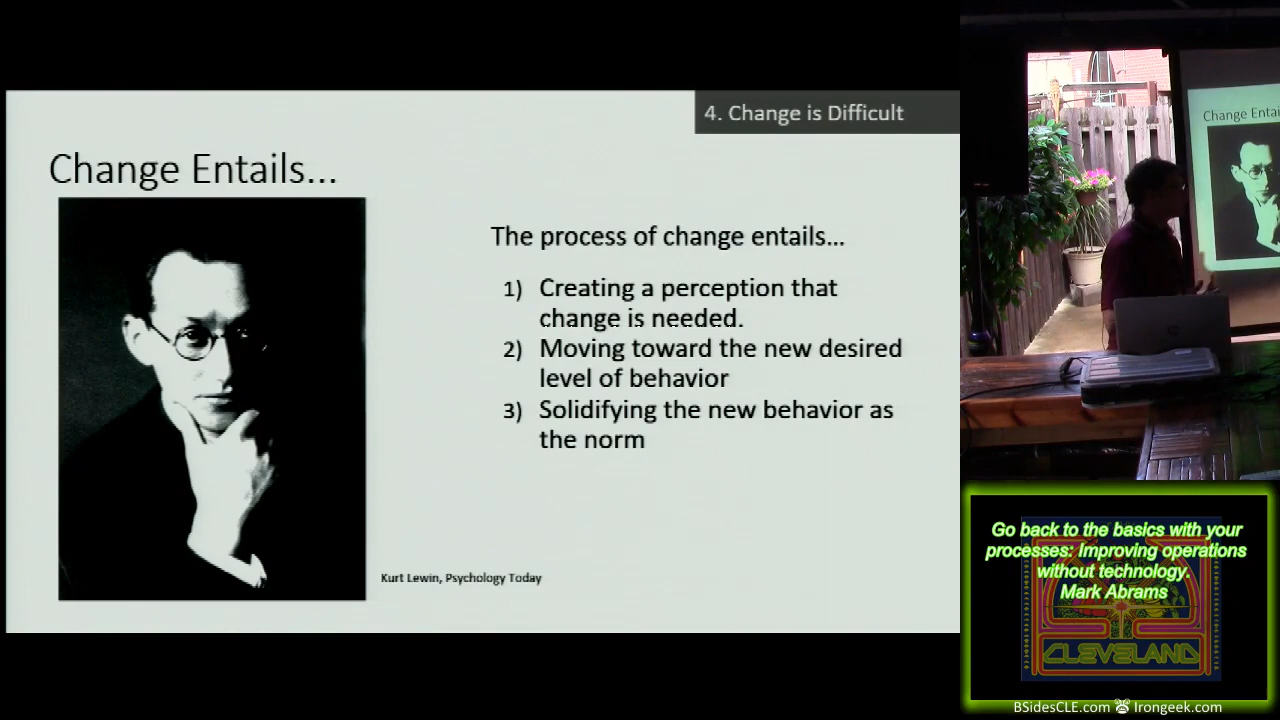 4. Change is Difficult
Change Entails...
The process of change entails...
1) Creating a perception that
change is needed.
2) Moving toward the new desired
level of behavior
3) Solidifying the new behavior as
the norm
Kurt Lewin, Psychology Today
Change Entai
Go back to the basics with your
processes: Improving operations
without technology.
Mark Abrams
CLEVELAND
BSidesCLE.com Irongeek.com